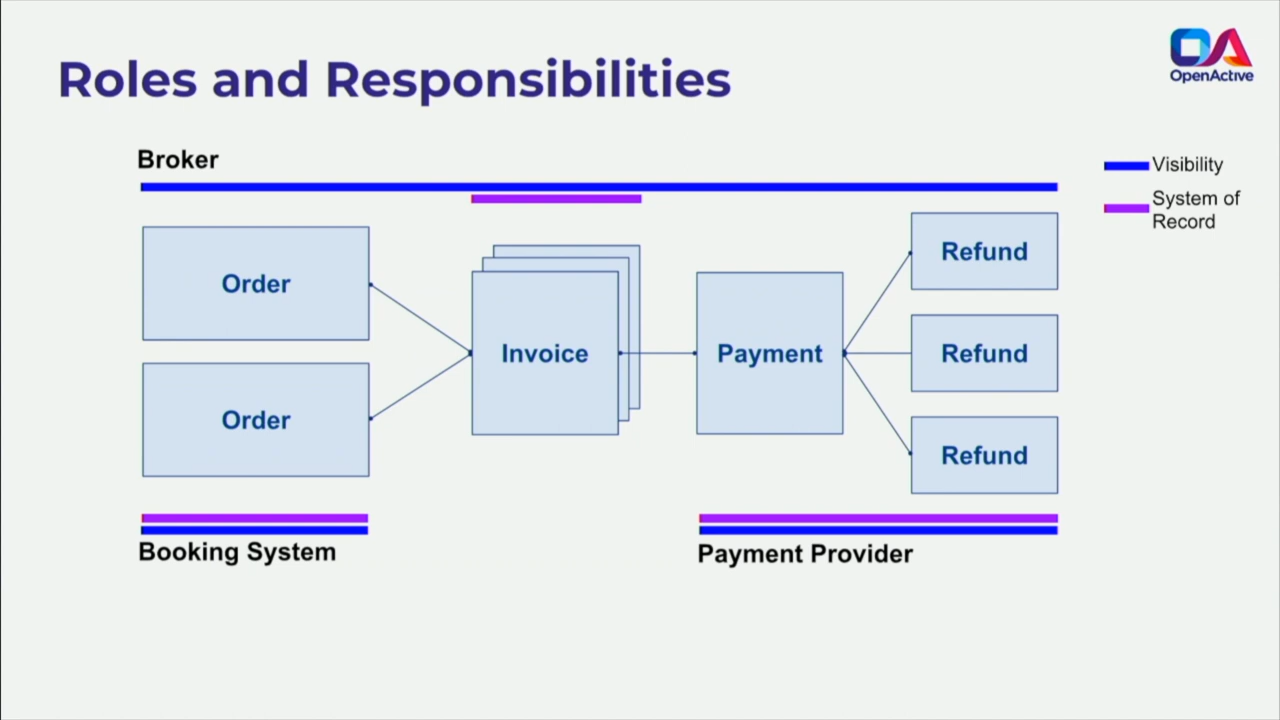 Roles and Responsibilities
OpenActive
Broker
Visibility
System of
Record
Order
Order
Invoice
Payment
Refund
Refund
Refund
Booking System
Payment Provider